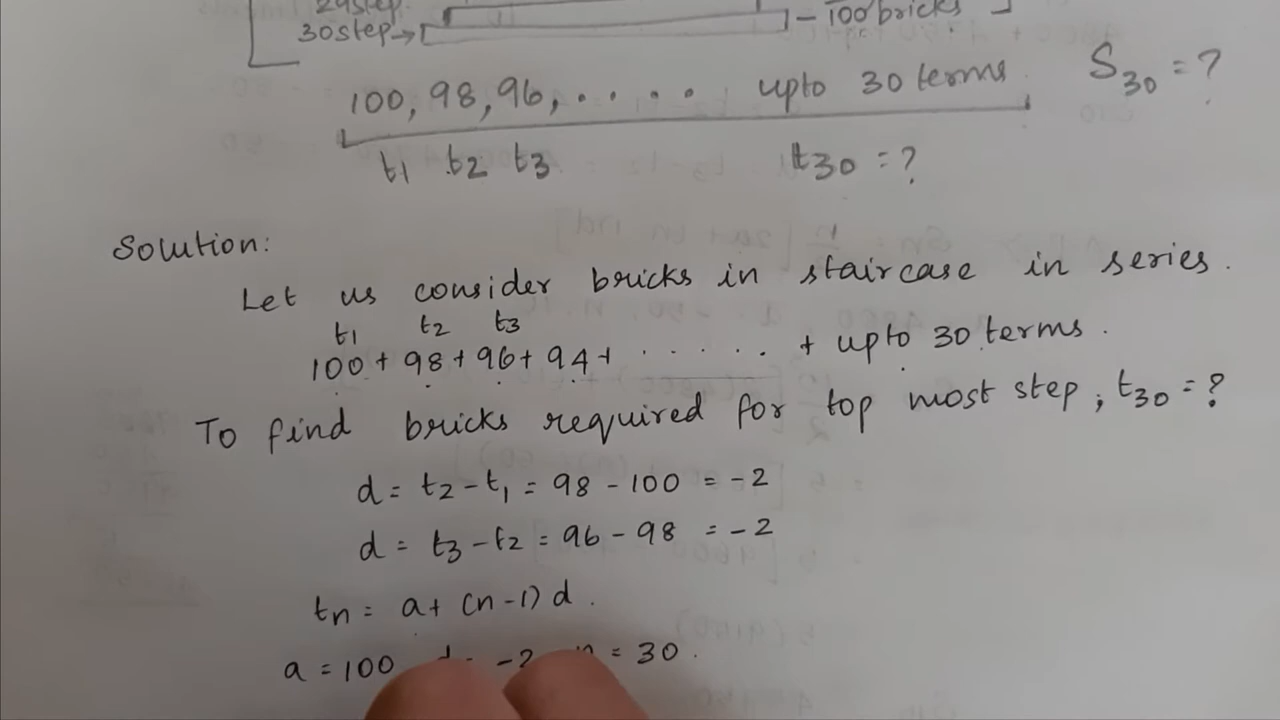 29step
30step→ - 100 bricks
100, 98, 96, . . . . . upto 30 terms S30 = ?
t1 t2 t3 t30 = ?
Solution:
Let us consider bricks in staircase in series.
t1 t2 t3
100 + 98 + 96 + 94 + . . . . . . + upto 30 terms.
To find bricks required for top most step, t30 = ?
d = t2 - t1 = 98 - 100 = -2
d = t3 - t2 = 96 - 98 = -2
tn = a + (n-1) d.
a = 100 -2 = 30.